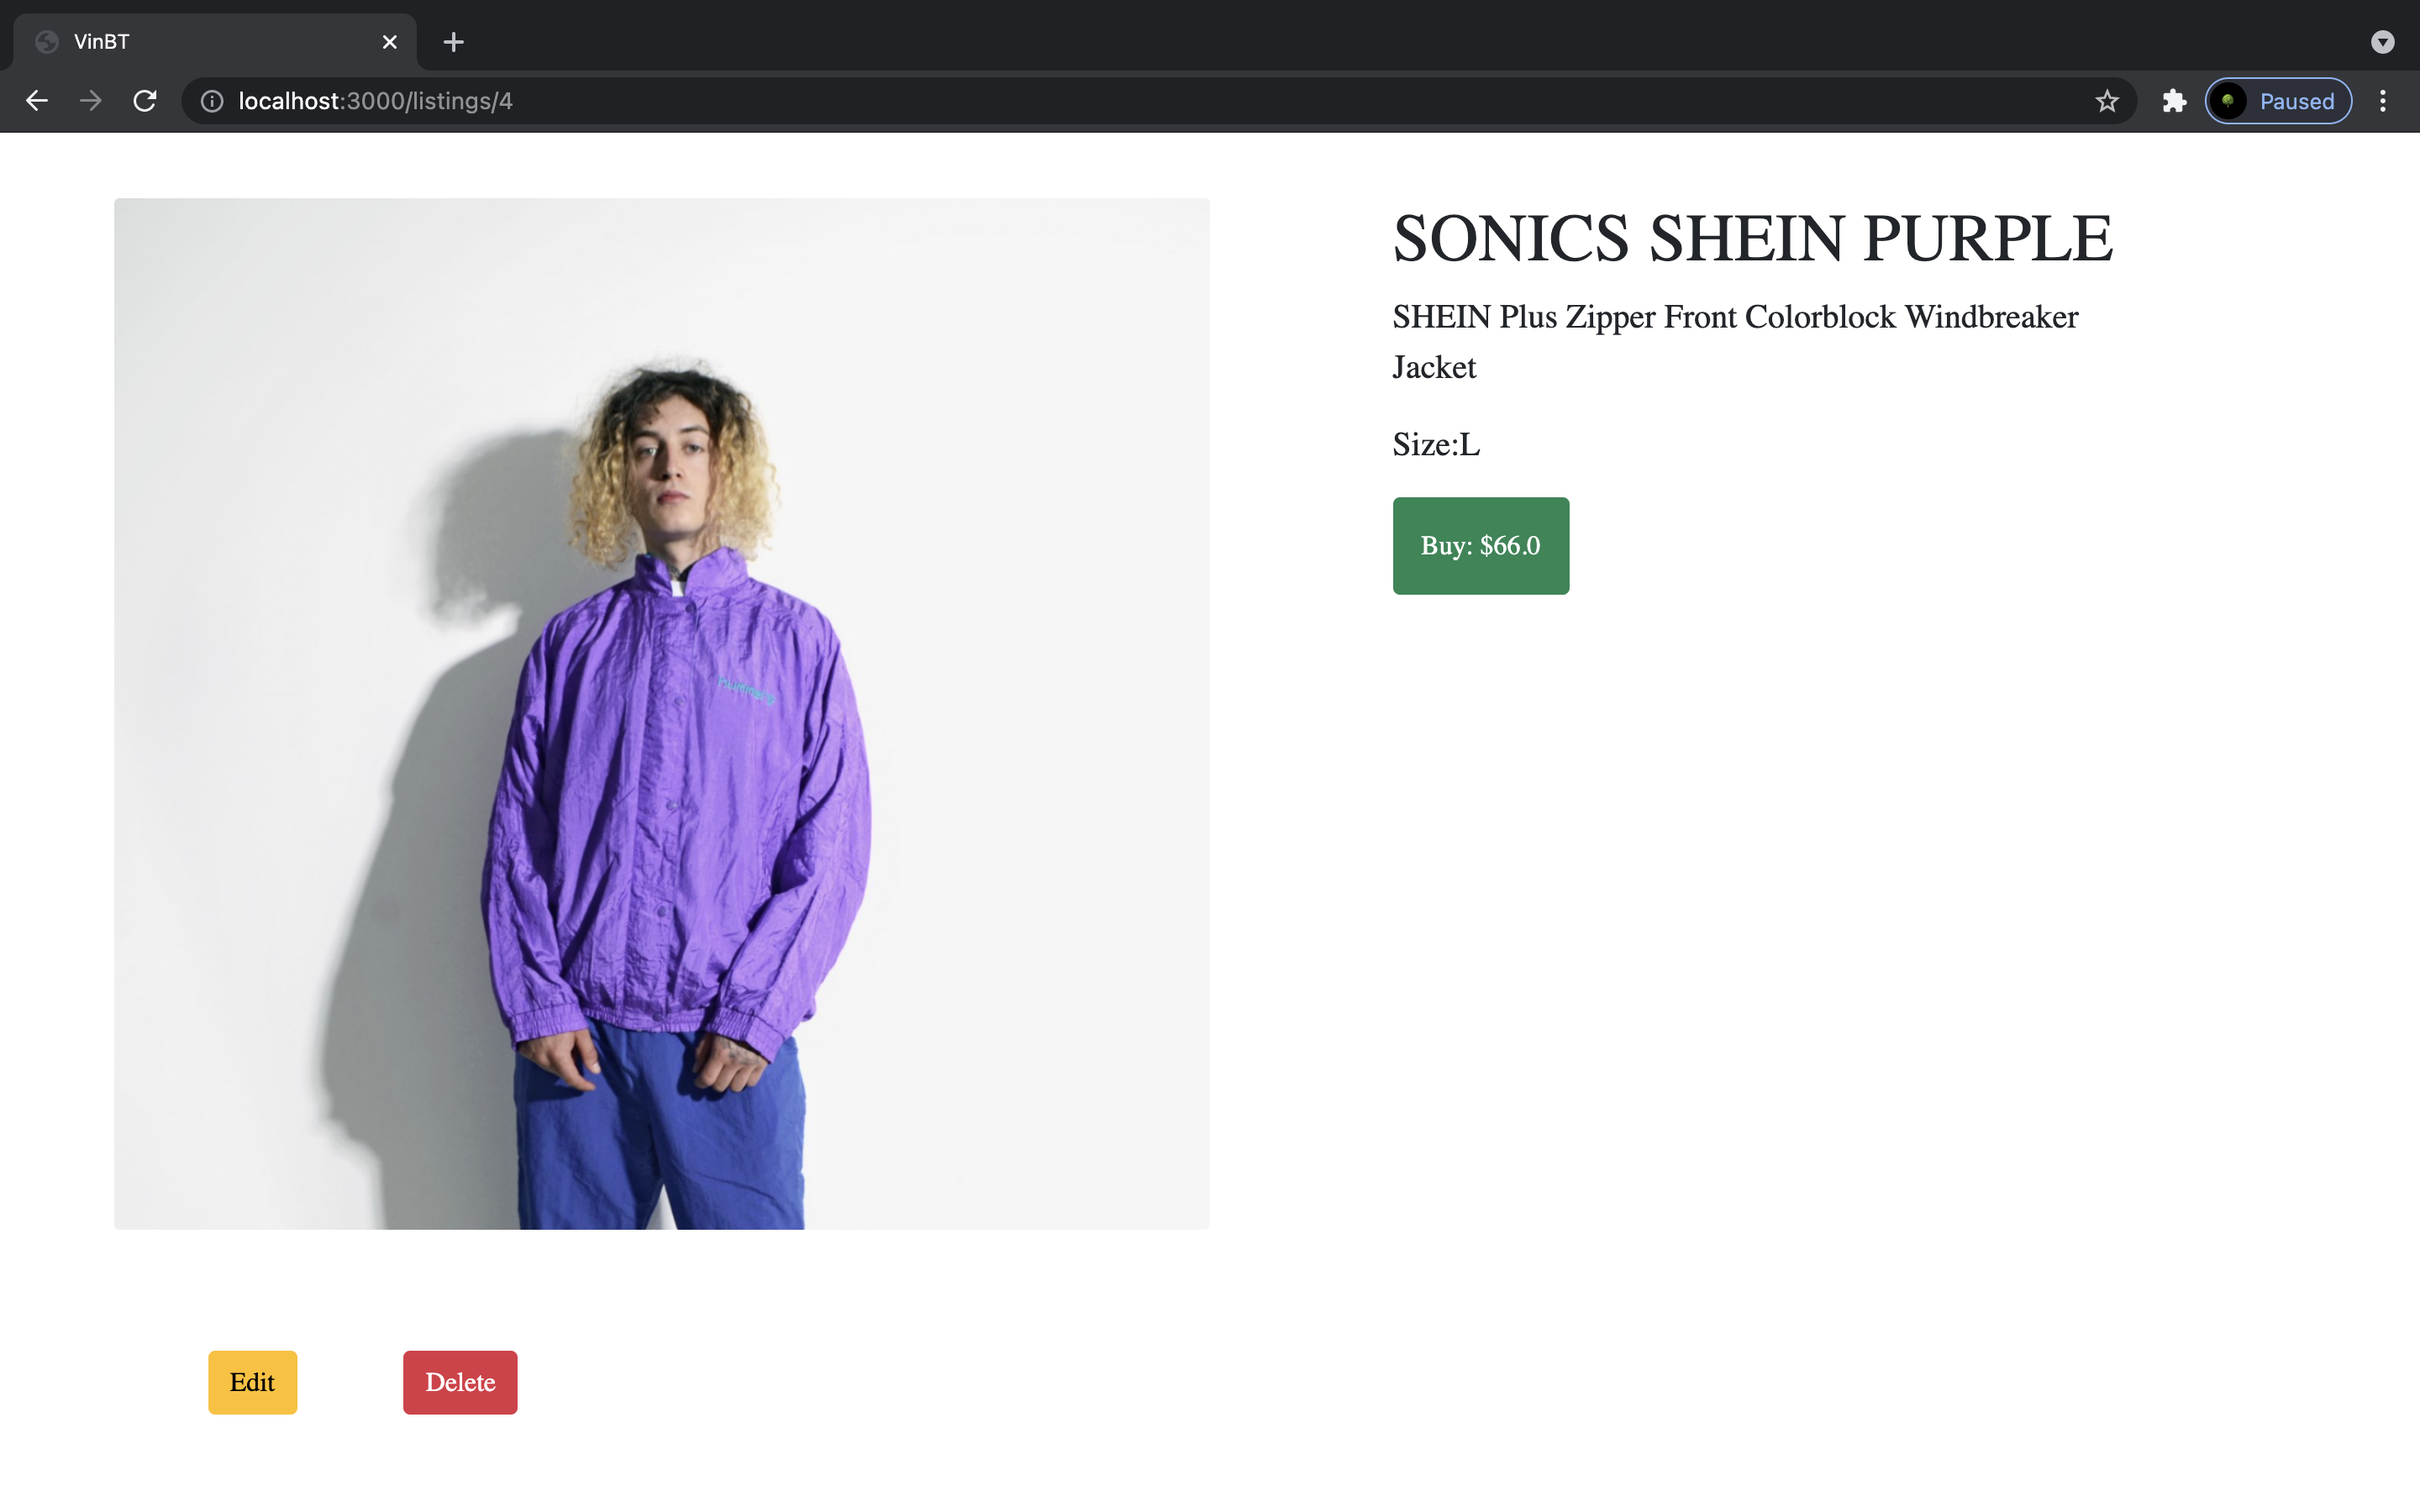 VinBT
localhost:3000/listings/4
Paused
SONICS SHEIN PURPLE
SHEIN Plus Zipper Front Colorblock Windbreaker
Jacket
Size:L
Buy: $66.0
Edit
Delete